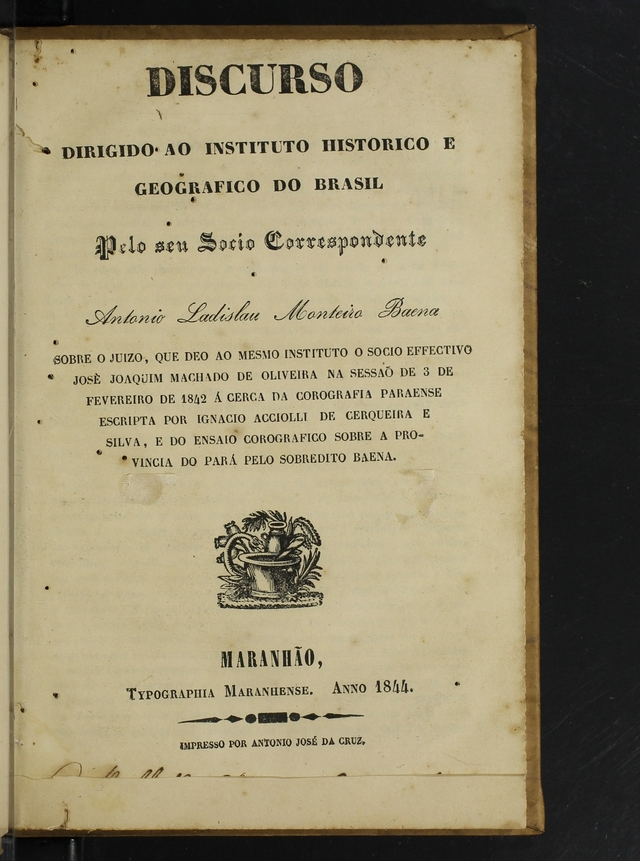 DISCURSO
DIRIGIDO AO INSTITUTO HISTORICO E
GEOGRAFICO DO BRASIL
Pelo seu Socio Correspondente
Antonio Ladislau Monteiro Baena
SOBRE O JUIZO, QUE DEO AO MESMO INSTITUTO O SOCIO EFFECTIVO
JOSÈ JOAQUIM MACHADO DE OLIVEIRA NA SESSAÕ DE 3 DE
FEVEREIRO DE 1842 Á CERCA DA COROGRAFIA PARAENSE
ESCRIPTA POR IGNACIO ACCIOLLI DE CERQUEIRA E
SILVA, E DO ENSAIO COROGRAFICO SOBRE A PRO-
VINCIA DO PARÁ PELO SOBREDITO BAENA.
MARANHÃO,
TYPOGRAPHIA MARANHENSE. ANNO 1844.
IMPRESSO POR ANTONIO JOSÉ DA CRUZ.